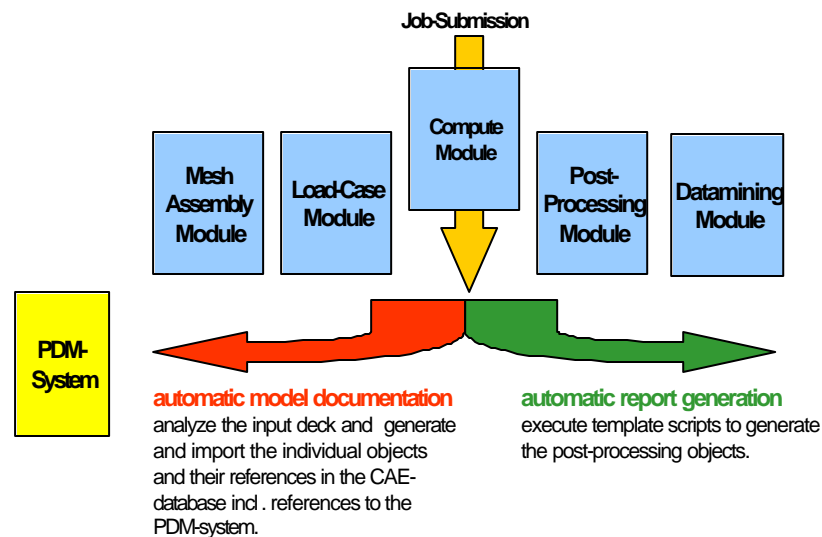 Job-Submission
Compute
Module
Mesh
Assembly
Module
Load-Case
Module
Post-
Processing
Module
Datamining
Module
PDM-
System
automatic model documentation
analyze the input deck and generate
and import the individual objects
and their references in the CAE-
database incl . references to the
PDM-system.
automatic report generation
execute template scripts to generate
the post-processing objects.